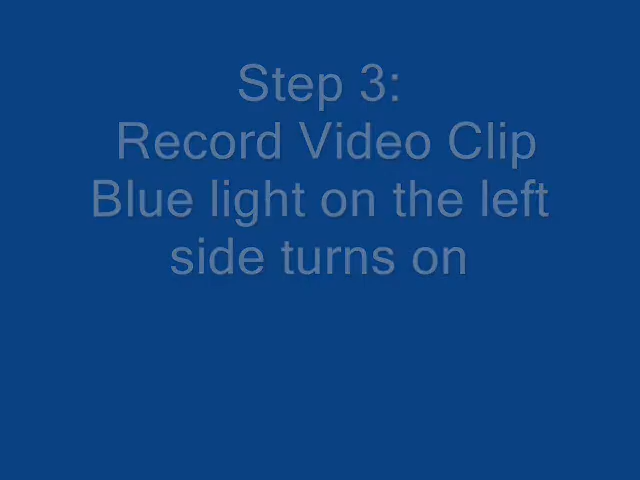 Step 3:
Record Video Clip
Blue light on the left
side turns on